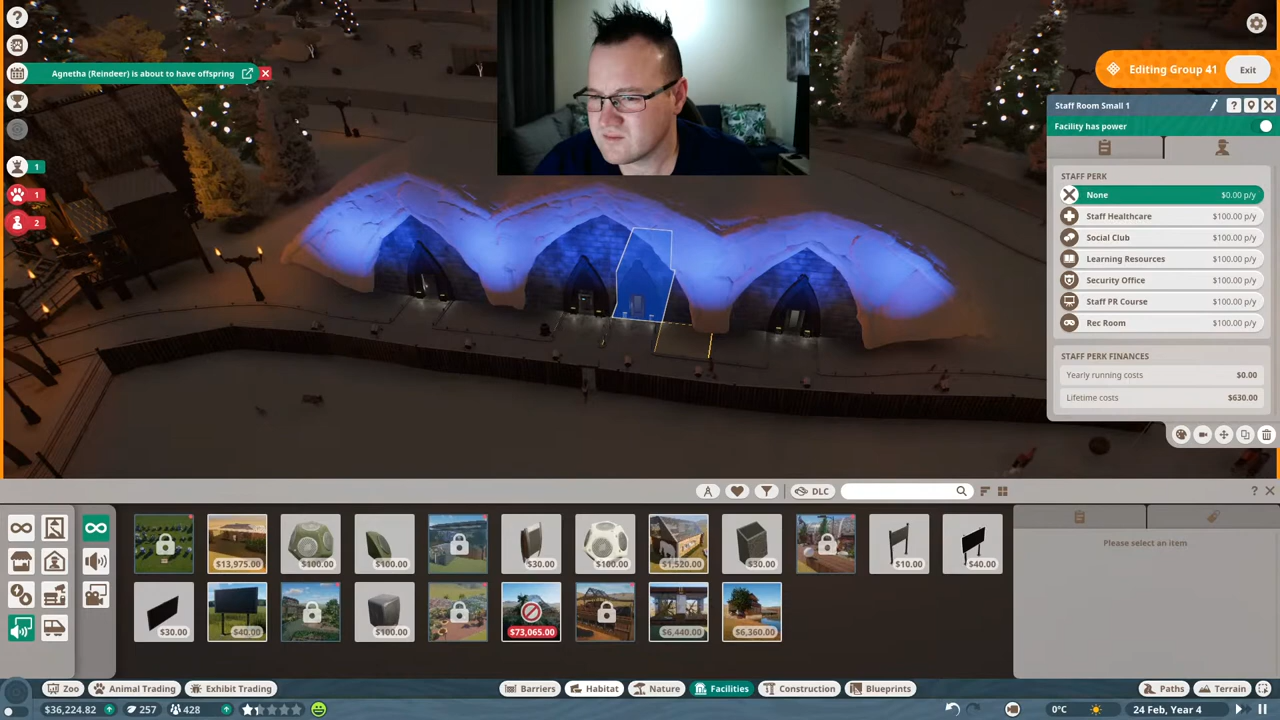 ?
Agnetha (Reindeer) is about to have offspring
1
1
2
Editing Group 41
Exit
Staff Room Small 1
?
Facility has power
STAFF PERK
None $0.00 p/y
Staff Healthcare $100.00 p/y
Social Club $100.00 p/y
Learning Resources $100.00 p/y
Security Office $100.00 p/y
Staff PR Course $100.00 p/y
Rec Room $100.00 p/y
STAFF PERK FINANCES
Yearly running costs $0.00
Lifetime costs $630.00
DLC
?
$13,975.00 $100.00 $100.00 $30.00 $100.00 $1,520.00 $30.00 $10.00 $40.00
$30.00 $40.00 $100.00 $73,065.00 $6,440.00 $6,360.00
Please select an item
Zoo Animal Trading Exhibit Trading Barriers Habitat Nature Facilities Construction Blueprints Paths Terrain
$36,224.82 257 428 0°C 24 Feb, Year 4